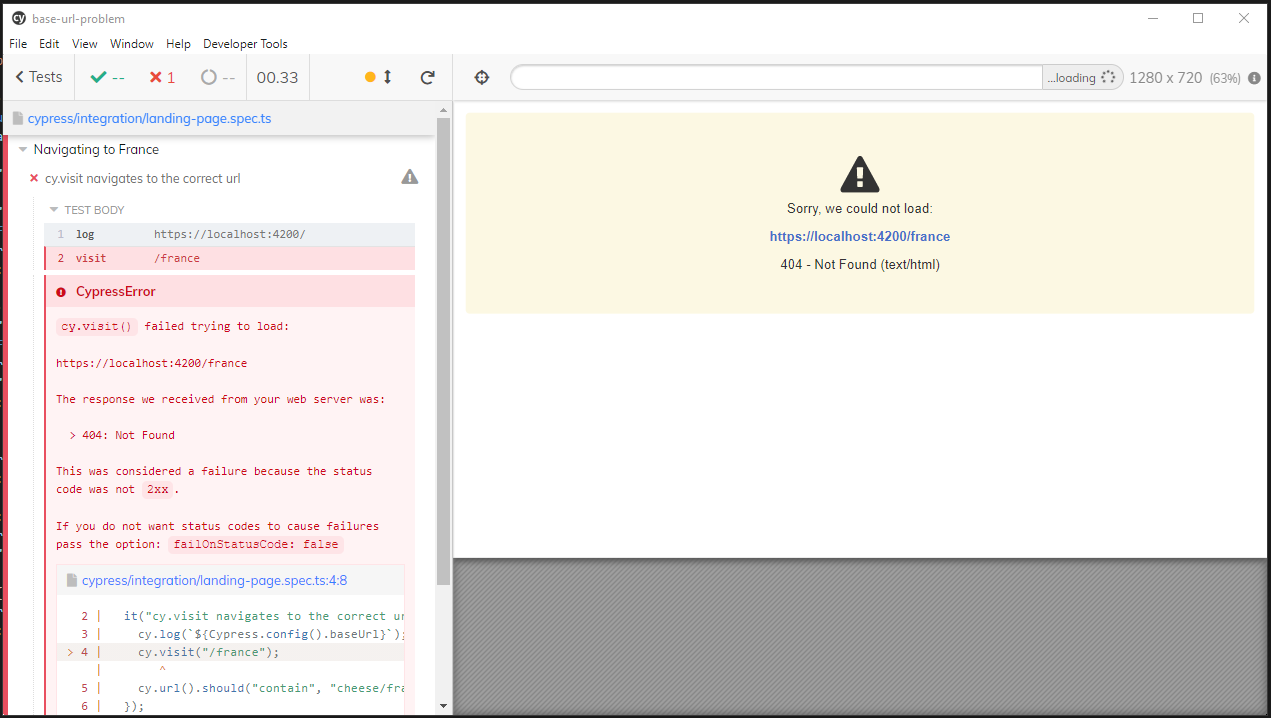 cy base-url-problem
File Edit View Window Help Developer Tools
Tests -- 1 -- 00.33
...loading 1280 x 720 (63%)
cypress/integration/landing-page.spec.ts
Navigating to France
cy.visit navigates to the correct url
TEST BODY
1 log https://localhost:4200/
2 visit /france
CypressError
cy.visit() failed trying to load:
https://localhost:4200/france
The response we received from your web server was:
> 404: Not Found
This was considered a failure because the status
code was not 2xx.
If you do not want status codes to cause failures
pass the option: failOnStatusCode: false
cypress/integration/landing-page.spec.ts:4:8
2 | it("cy.visit navigates to the correct ur
3 | cy.log(`${Cypress.config().baseUrl}`);
> 4 | cy.visit("/france");
| ^
5 | cy.url().should("contain", "cheese/fra
6 | });
Sorry, we could not load:
https://localhost:4200/france
404 - Not Found (text/html)